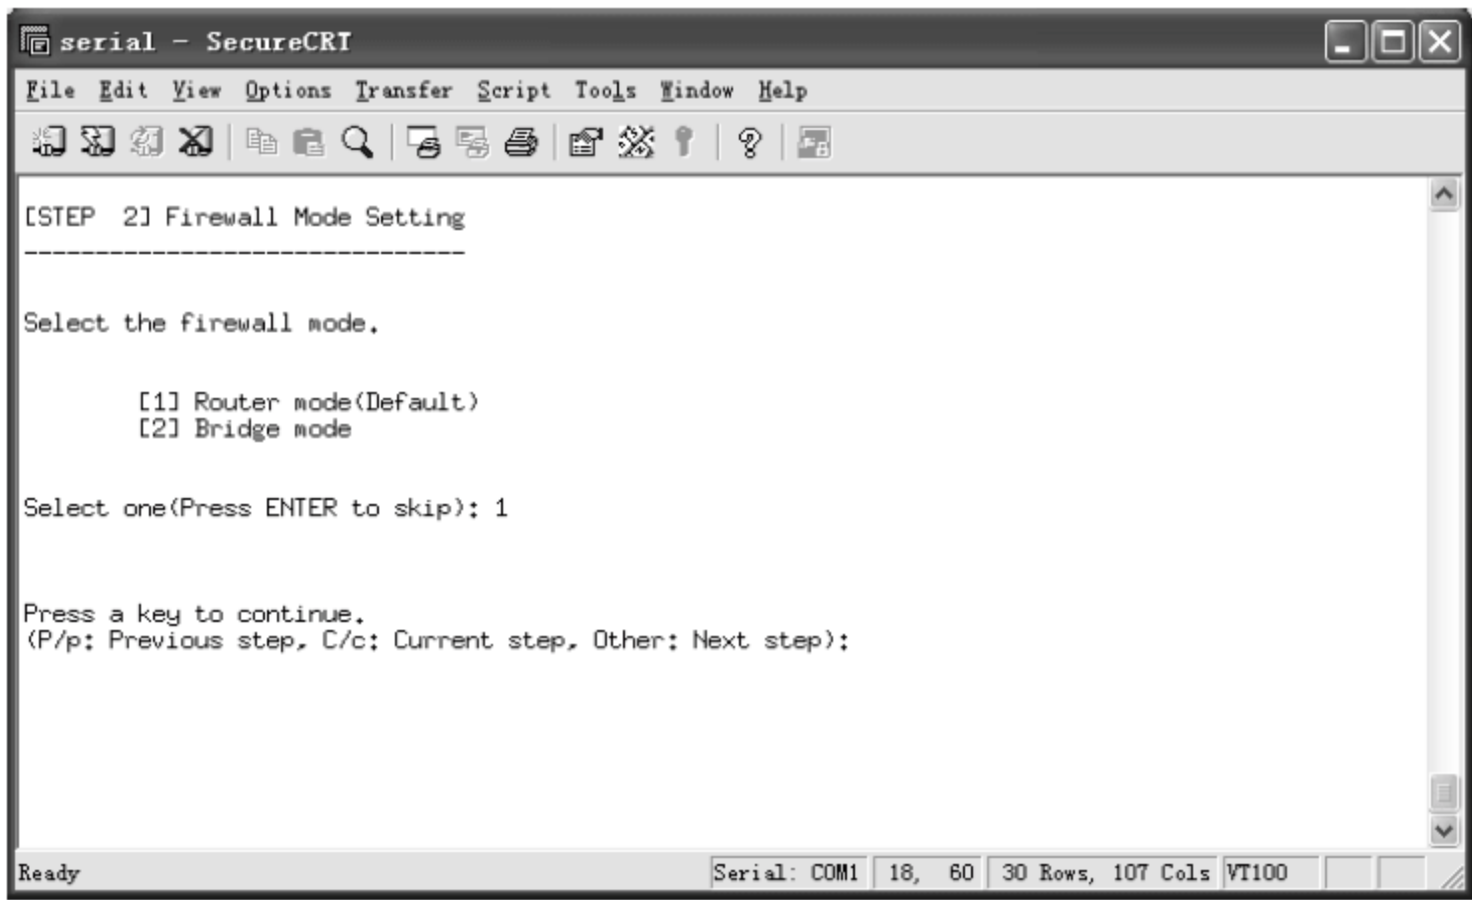 serial - SecureCRT
File Edit View Options Transfer Script Tools Window Help
[STEP  2] Firewall Mode Setting
-------------------------------
Select the firewall mode.
[1] Router mode(Default)
[2] Bridge mode
Select one(Press ENTER to skip): 1
Press a key to continue.
(P/p: Previous step, C/c: Current step, Other: Next step):
Ready Serial: COM1 18, 60 30 Rows, 107 Cols VT100